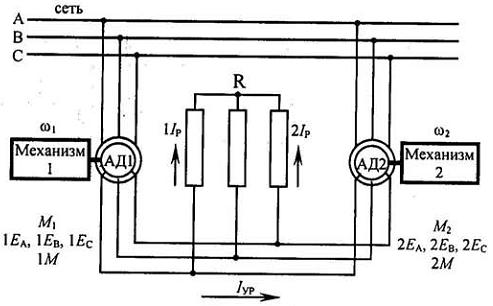 сеть
A
B
C
R
1Iр
2Iр
ω1
ω2
Механизм
1
АД1
АД2
Механизм
2
M1
1EA, 1EB, 1EC
1M
M2
2EA, 2EB, 2EC
2M
IУР